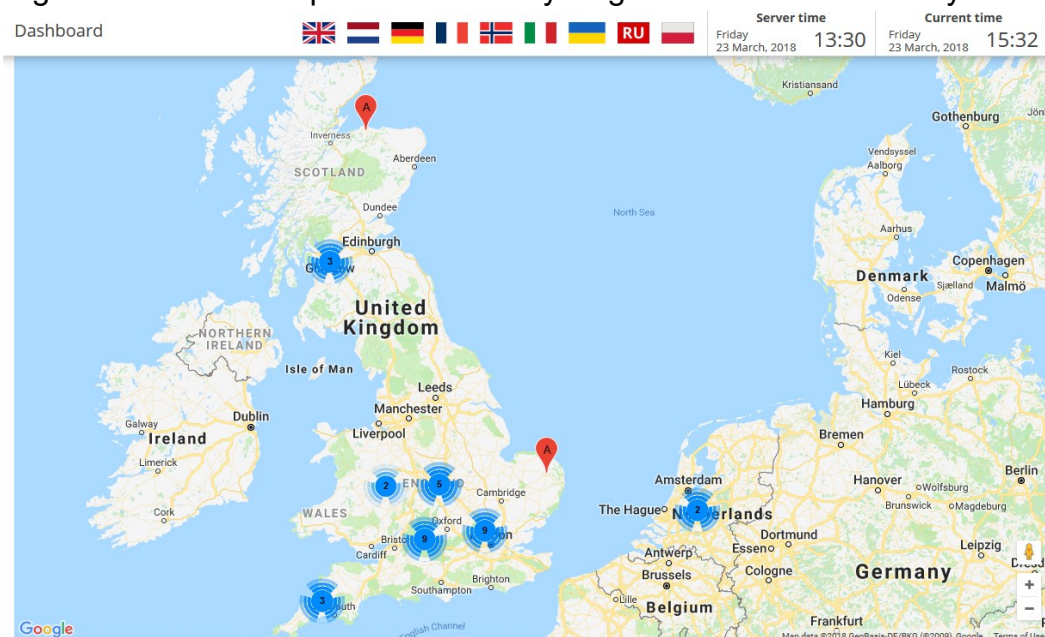 Dashboard
RU
Server time
Friday
23 March, 2018
13:30
Current time
Friday
23 March, 2018
15:32
Kristiansand
Gothenburg
A
Inverness
Aberdeen
SCOTLAND
Vendsyssel
Aalborg
Dundee
North Sea
Aarhus
Edinburgh
3
Copenhagen
Denmark
Sjælland
Malmö
Odense
United
Kingdom
NORTHERN
IRELAND
Isle of Man
Kiel
Rostock
Lübeck
Leeds
Hamburg
Manchester
Galway
Dublin
Ireland
Liverpool
Bremen
A
Limerick
Berlin
Amsterdam
Hanover
Wolfsburg
2
5
Cambridge
Brunswick
Magdeburg
Cork
WALES
The Hague
2
Oxford
9
9
Dortmund
Cardiff
Antwerp
Essen
Leipzig
Brussels
Cologne
Germany
Brighton
Southampton
+
3
Lille
Belgium
−
Frankfurt
Google
English Channel